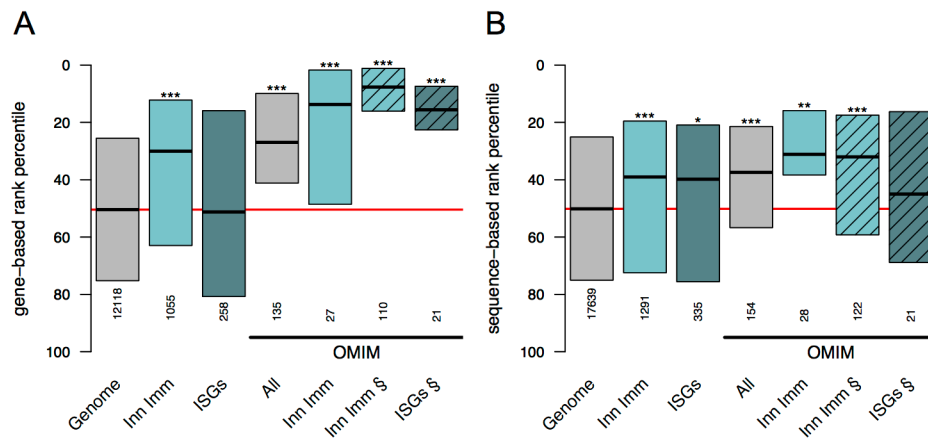 A
gene-based rank percentile
0
20
40
60
80
100
*** *** *** *** ***
12118 1055 258 135 27 110 21
OMIM
Genome Inn Imm ISGs All Inn Imm Inn Imm § ISGs §
B
sequence-based rank percentile
0
20
40
60
80
100
*** * *** ** ***
17639 1291 335 154 28 122 21
OMIM
Genome Inn Imm ISGs All Inn Imm Inn Imm § ISGs §